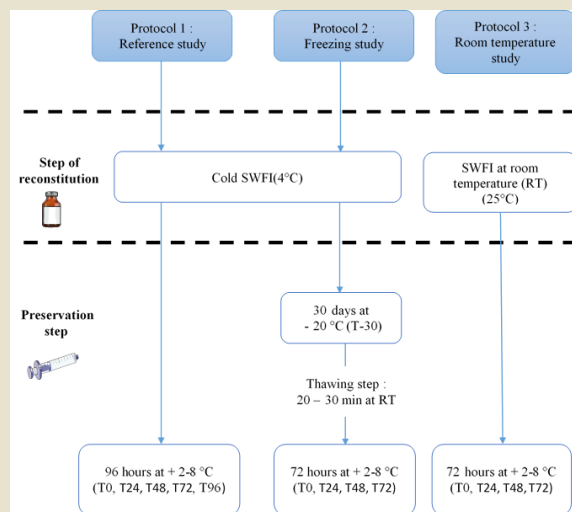 Protocol 1 :
Reference study
Protocol 2 :
Freezing study
Protocol 3 :
Room temperature
study
Step of
reconstitution
Cold SWFI(4°C)
SWFI at room
temperature (RT)
(25°C)
Preservation
step
30 days at
- 20 °C (T-30)
Thawing step :
20 – 30 min at RT
96 hours at + 2-8 °C
(T0, T24, T48, T72, T96)
72 hours at + 2-8 °C
(T0, T24, T48, T72)
72 hours at + 2-8 °C
(T0, T24, T48, T72)